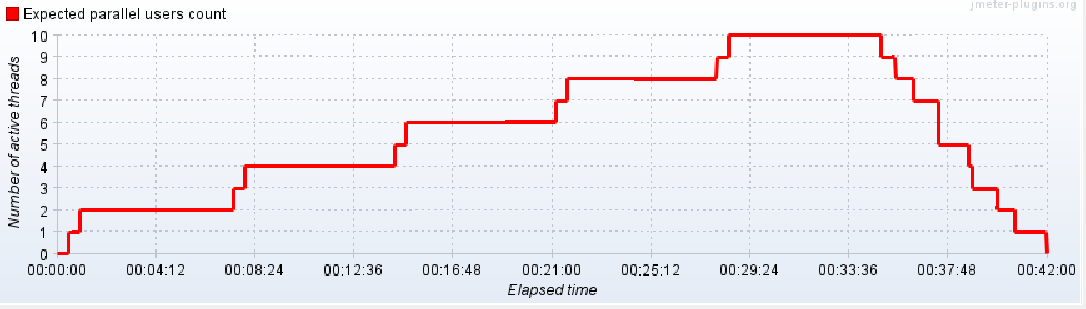 jmeter-plugins.org
Expected parallel users count
10
9
8
7
6
5
4
3
2
1
0
Number of active threads
00:00:00 00:04:12 00:08:24 00:12:36 00:16:48 00:21:00 00:25:12 00:29:24 00:33:36 00:37:48 00:42:00
Elapsed time